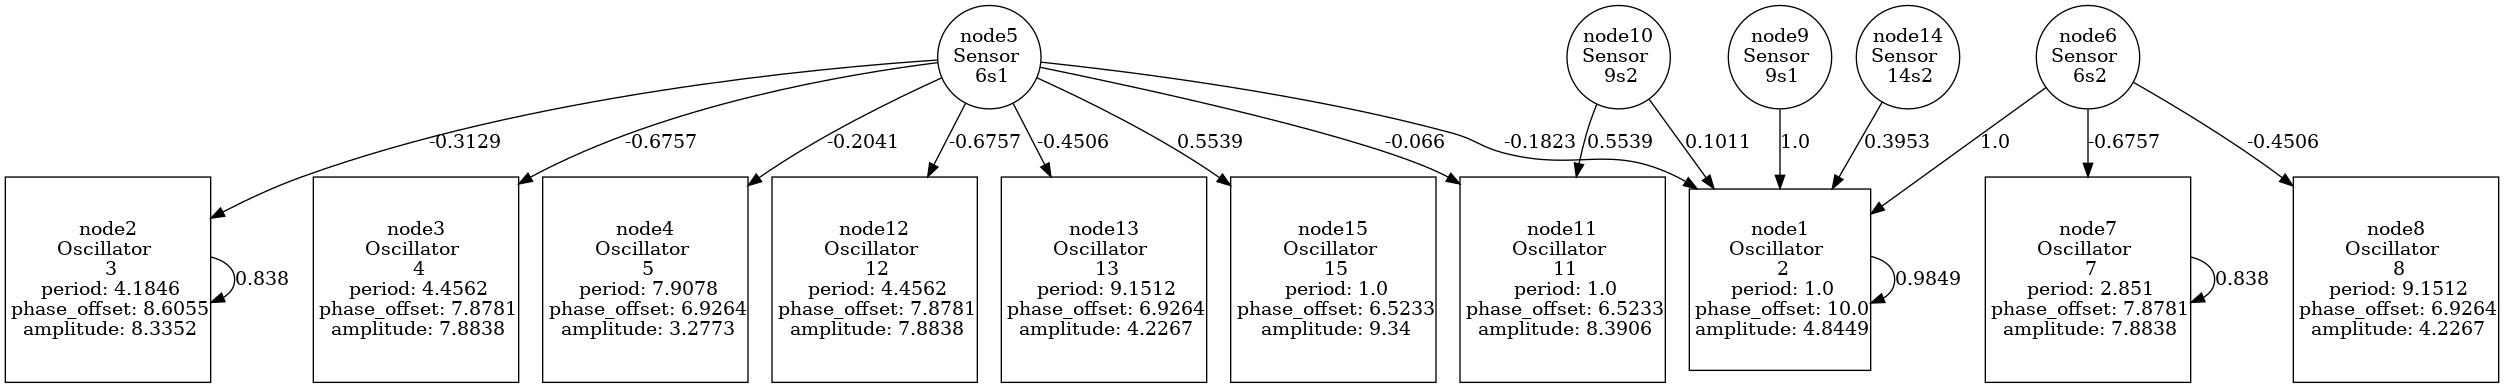 node5
Sensor
6s1
node10
Sensor
9s2
node9
Sensor
9s1
node14
Sensor
14s2
node6
Sensor
6s2
-0.3129
-0.6757
-0.2041
-0.6757
-0.4506
0.5539
-0.066
-0.1823
0.5539
0.1011
1.0
0.3953
1.0
-0.6757
-0.4506
node2
Oscillator
3
period: 4.1846
phase_offset: 8.6055
amplitude: 8.3352
0.838
node3
Oscillator
4
period: 4.4562
phase_offset: 7.8781
amplitude: 7.8838
node4
Oscillator
5
period: 7.9078
phase_offset: 6.9264
amplitude: 3.2773
node12
Oscillator
12
period: 4.4562
phase_offset: 7.8781
amplitude: 7.8838
node13
Oscillator
13
period: 9.1512
phase_offset: 6.9264
amplitude: 4.2267
node15
Oscillator
15
period: 1.0
phase_offset: 6.5233
amplitude: 9.34
node11
Oscillator
11
period: 1.0
phase_offset: 6.5233
amplitude: 8.3906
node1
Oscillator
2
period: 1.0
phase_offset: 10.0
amplitude: 4.8449
0.9849
node7
Oscillator
7
period: 2.851
phase_offset: 7.8781
amplitude: 7.8838
0.838
node8
Oscillator
8
period: 9.1512
phase_offset: 6.9264
amplitude: 4.2267